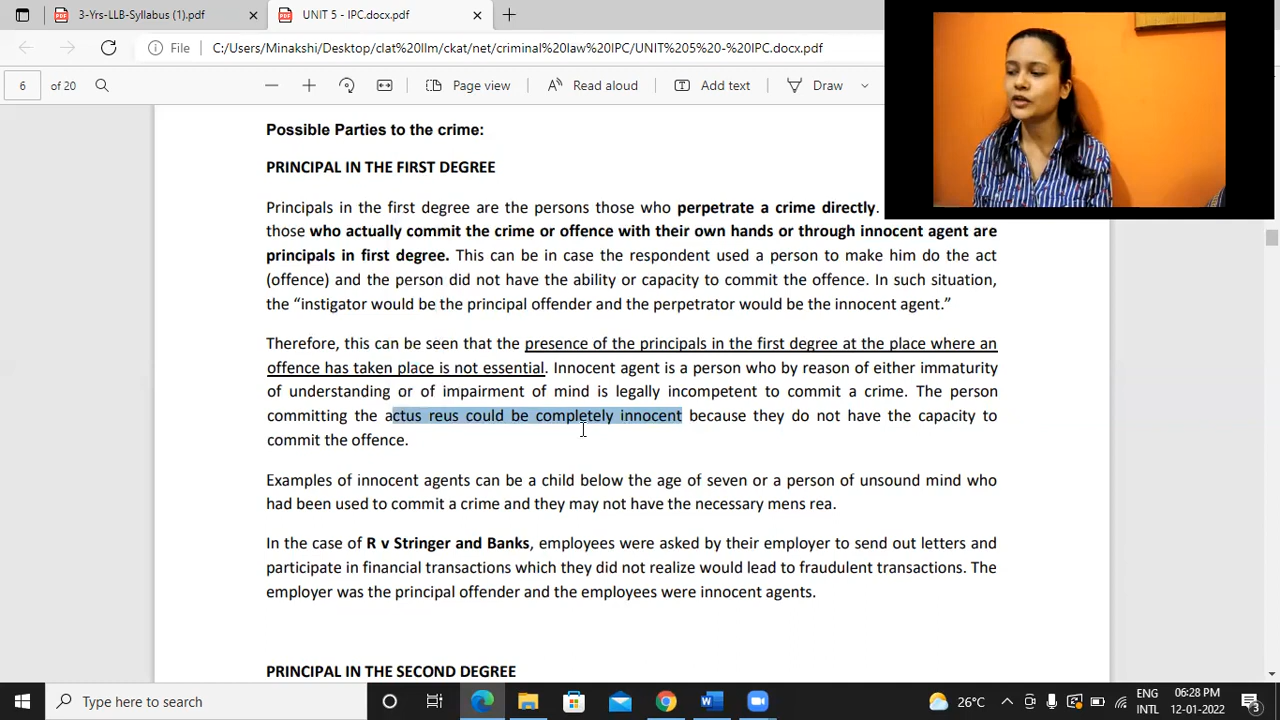 3-Yrs-LLB-Syllabus (1).pdf
UNIT 5 - IPC.docx.pdf
File
C:/Users/Minakshi/Desktop/clat%20llm/ckat/net/criminal%20law%20IPC/UNIT%205%20-%20IPC.docx.pdf
6 of 20
Page view
Read aloud
Add text
Draw
Possible Parties to the crime:
PRINCIPAL IN THE FIRST DEGREE
Principals in the first degree are the persons those who perpetrate a crime directly.
those who actually commit the crime or offence with their own hands or through innocent agent are
principals in first degree. This can be in case the respondent used a person to make him do the act
(offence) and the person did not have the ability or capacity to commit the offence. In such situation,
the “instigator would be the principal offender and the perpetrator would be the innocent agent.”
Therefore, this can be seen that the presence of the principals in the first degree at the place where an
offence has taken place is not essential. Innocent agent is a person who by reason of either immaturity
of understanding or of impairment of mind is legally incompetent to commit a crime. The person
committing the actus reus could be completely innocent because they do not have the capacity to
commit the offence.
Examples of innocent agents can be a child below the age of seven or a person of unsound mind who
had been used to commit a crime and they may not have the necessary mens rea.
In the case of R v Stringer and Banks, employees were asked by their employer to send out letters and
participate in financial transactions which they did not realize would lead to fraudulent transactions. The
employer was the principal offender and the employees were innocent agents.
PRINCIPAL IN THE SECOND DEGREE
Type here to search
26°C
ENG
INTL
06:28 PM
12-01-2022
3